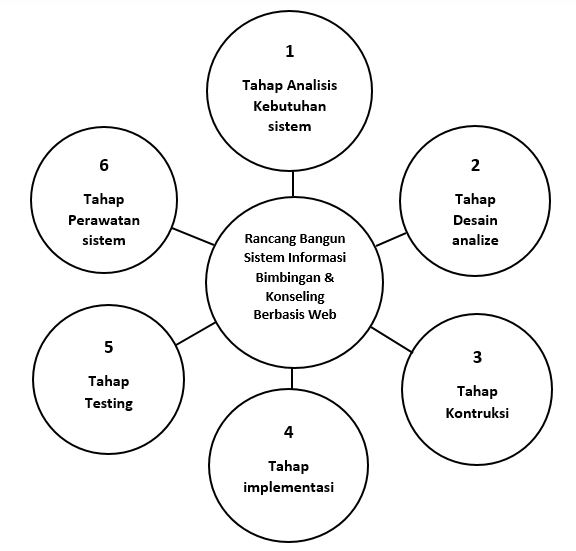 1
Tahap Analisis
Kebutuhan
sistem
2
Tahap
Desain
analize
3
Tahap
Kontruksi
4
Tahap
implementasi
5
Tahap
Testing
6
Tahap
Perawatan
sistem
Rancang Bangun
Sistem Informasi
Bimbingan &
Konseling
Berbasis Web